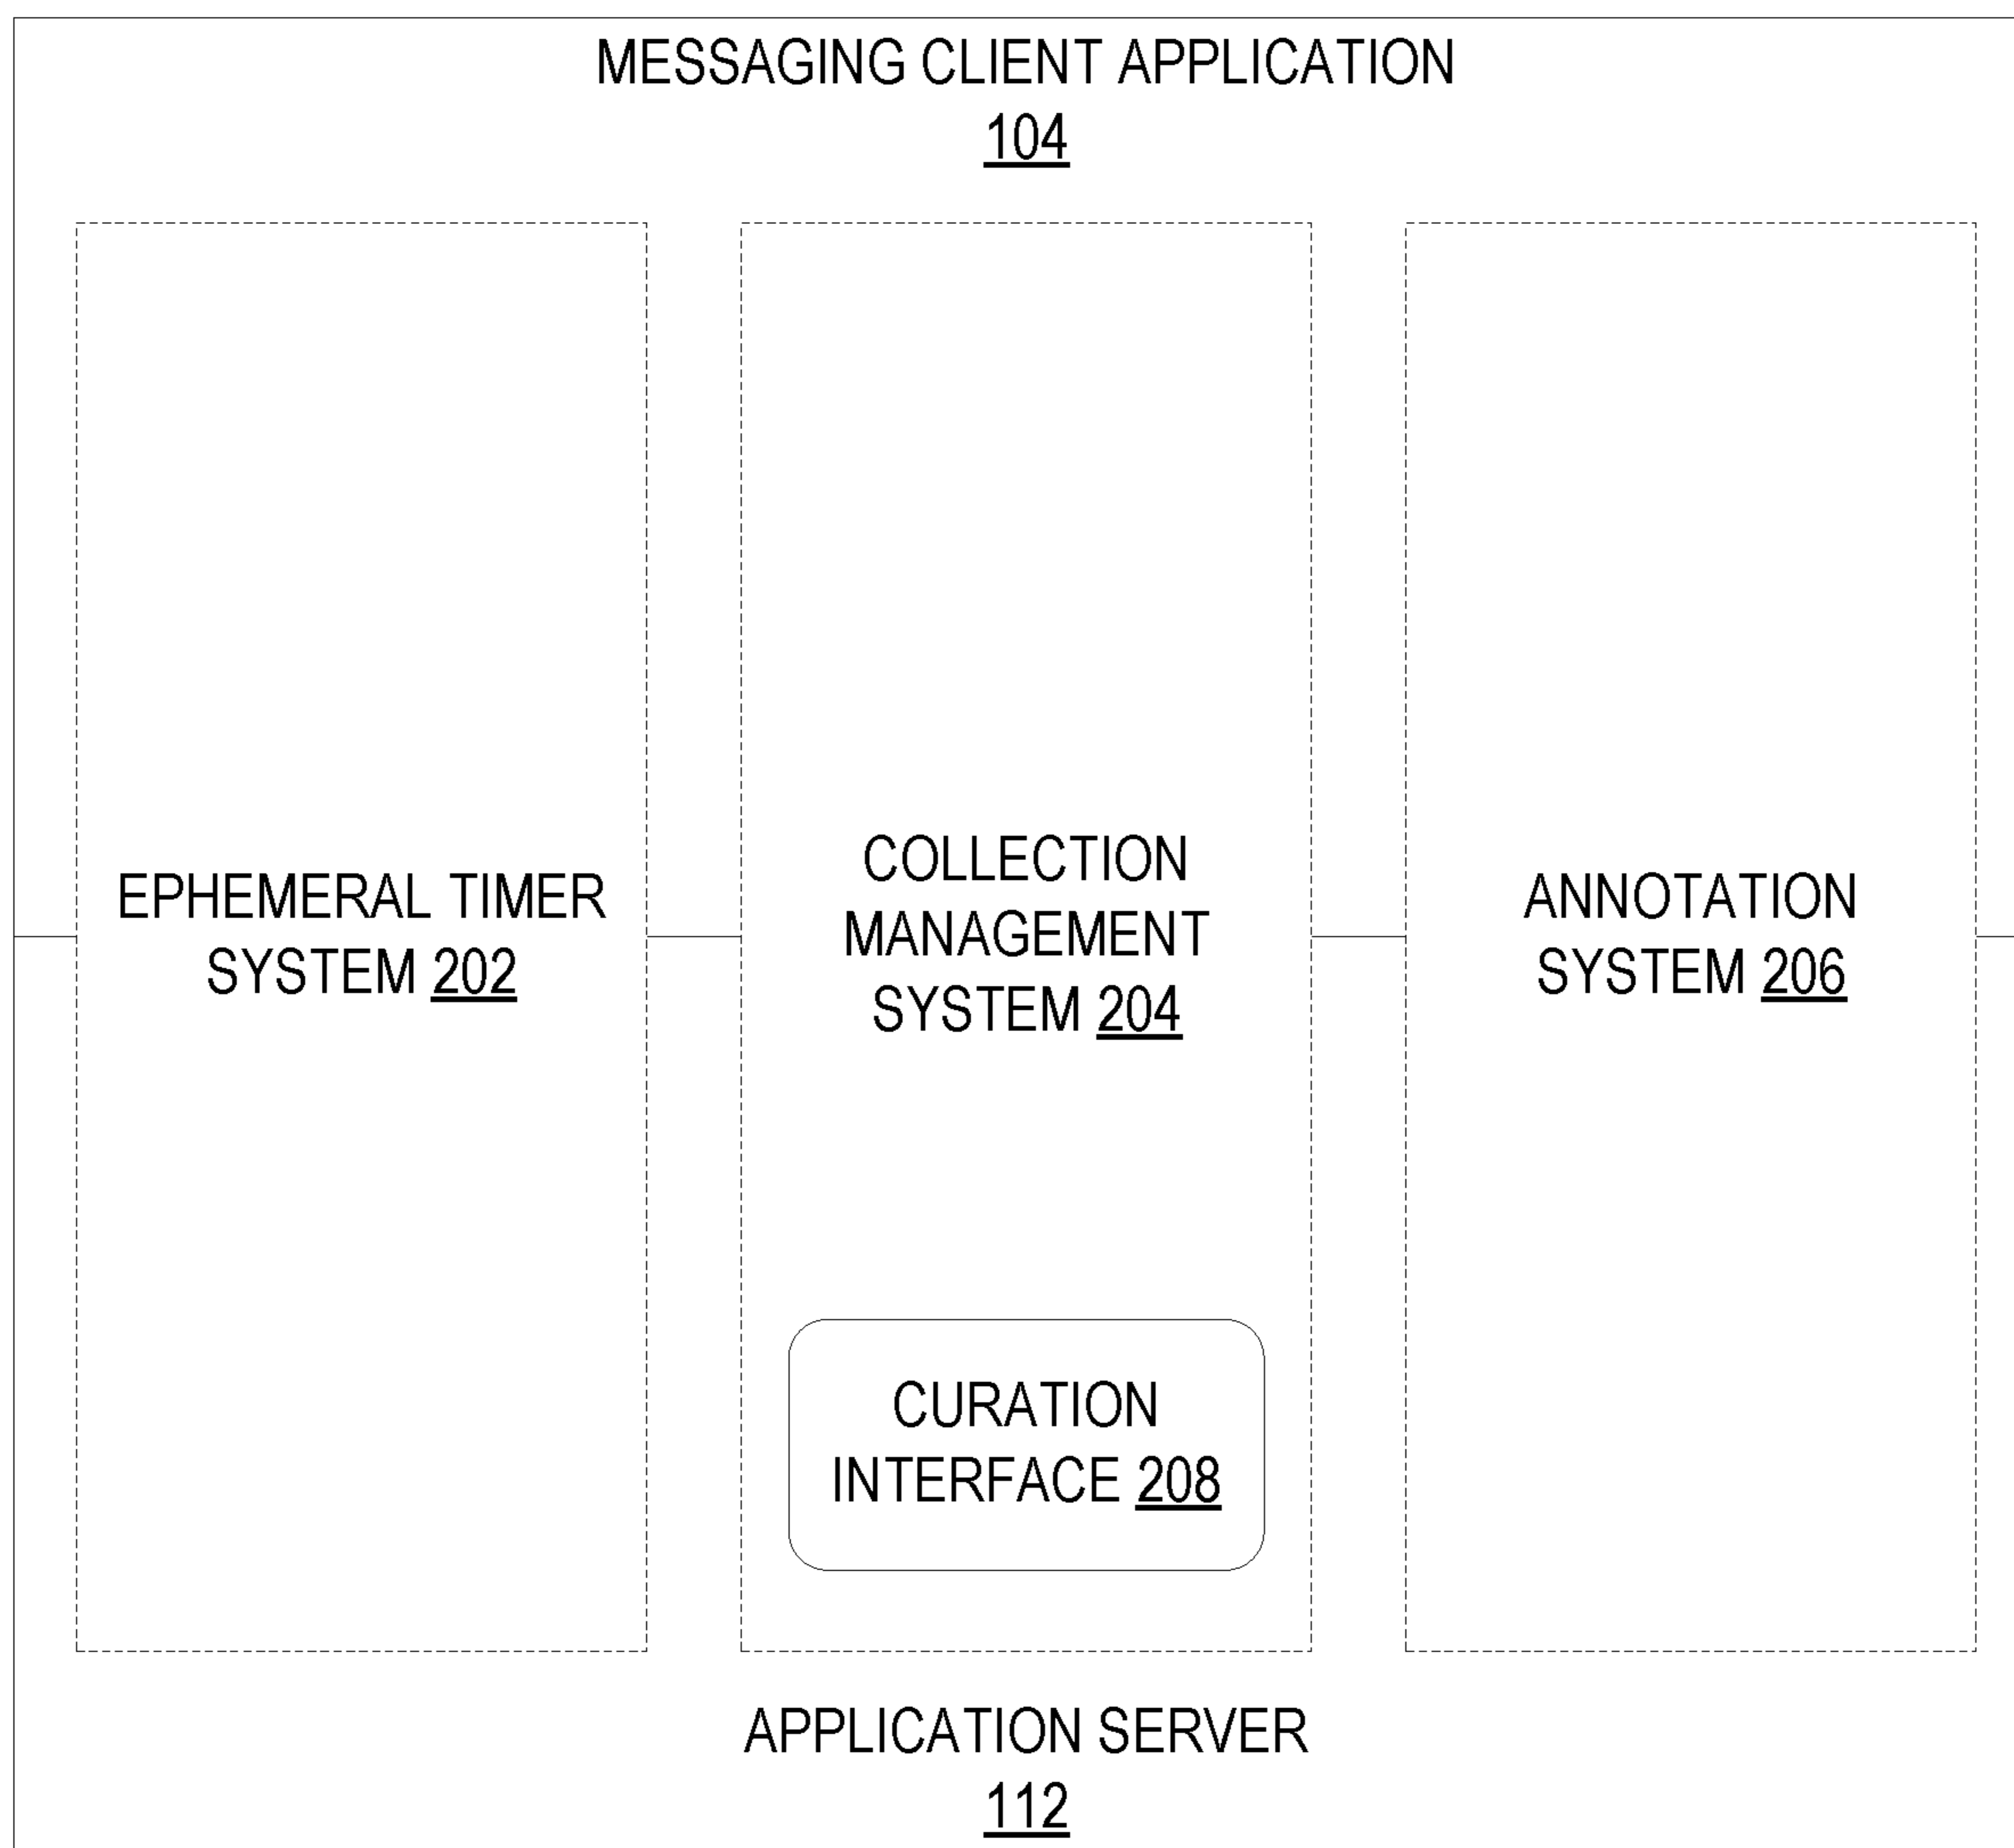 MESSAGING CLIENT APPLICATION
104
EPHEMERAL TIMER
SYSTEM 202
COLLECTION
MANAGEMENT
SYSTEM 204
ANNOTATION
SYSTEM 206
CURATION
INTERFACE 208
APPLICATION SERVER
112